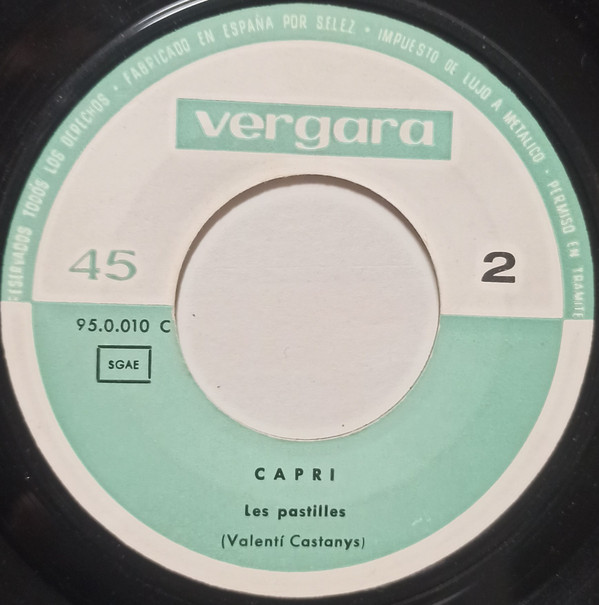 RESERVADOS TODOS LOS DERECHOS · FABRICADO EN ESPAÑA POR SELEZ · IMPUESTO DE LUJO A METALICO · PERMISO EN TRAMITE
vergara
45
2
95.0.010 C
SGAE
CAPRI
Les pastilles
(Valentí Castanys)